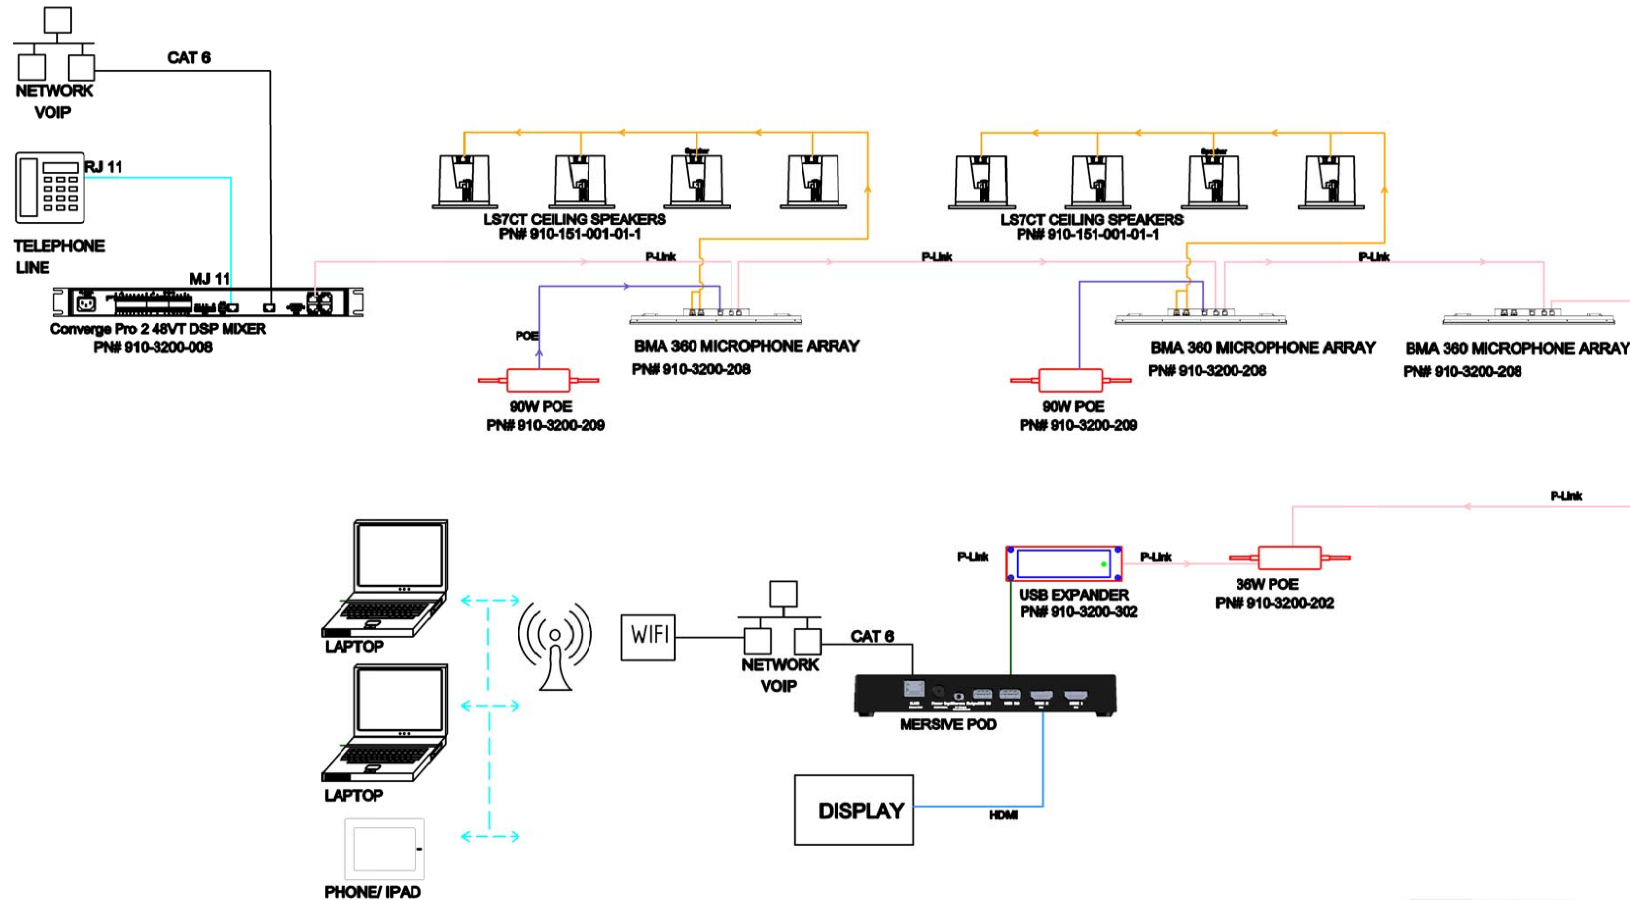 CAT 6
NETWORK
VOIP
RJ 11
TELEPHONE
LINE
MJ 11
Converge Pro 2 48VT DSP MIXER
PN# 910-3200-008
Speaker
LS7CT CEILING SPEAKERS
PN# 910-151-001-01-1
Speaker
LS7CT CEILING SPEAKERS
PN# 910-151-001-01-1
P-Link
P-Link
P-Link
POE
BMA 360 MICROPHONE ARRAY
PN# 910-3200-208
BMA 360 MICROPHONE ARRAY
PN# 910-3200-208
BMA 360 MICROPHONE ARRAY
PN# 910-3200-208
90W POE
PN# 910-3200-209
90W POE
PN# 910-3200-209
P-Link
P-Link
P-Link
USB EXPANDER
PN# 910-3200-302
36W POE
PN# 910-3200-202
LAPTOP
WIFI
NETWORK
VOIP
CAT 6
MERSIVE POD
LAPTOP
DISPLAY
HDMI
PHONE/ IPAD